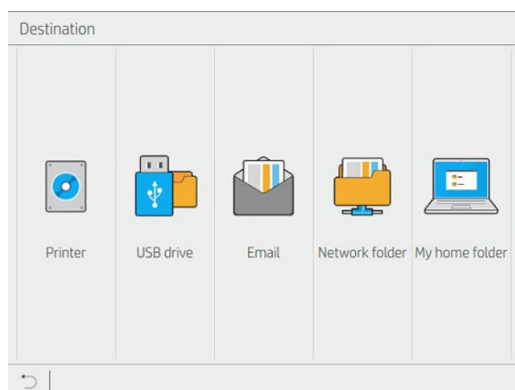 Destination
Printer
USB drive
Email
Network folder
My home folder